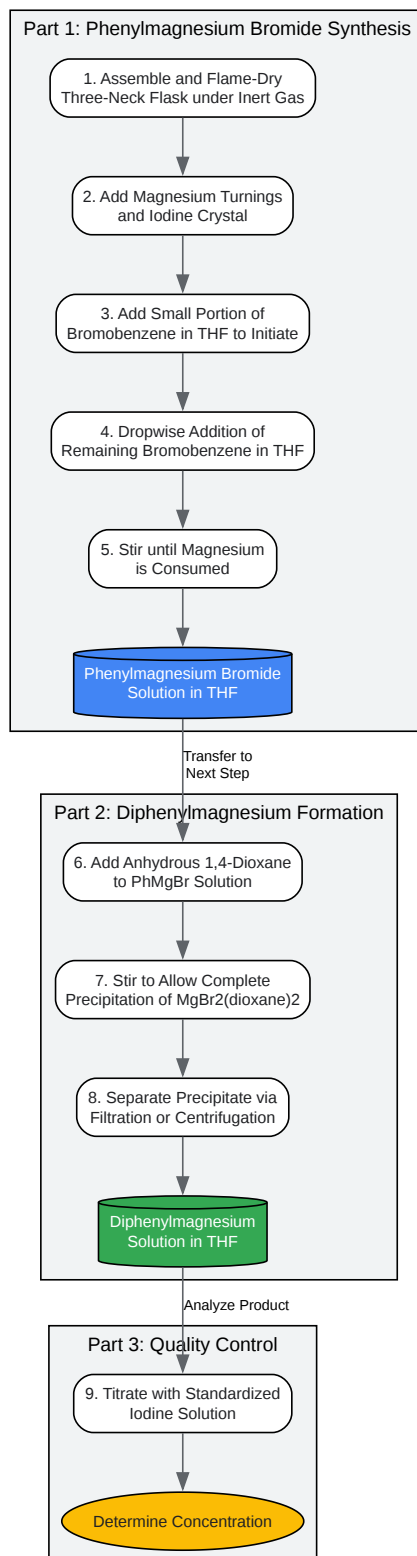 Part 1: Phenylmagnesium Bromide Synthesis
1. Assemble and Flame-Dry
Three-Neck Flask under Inert Gas
2. Add Magnesium Turnings
and Iodine Crystal
3. Add Small Portion of
Bromobenzene in THF to Initiate
4. Dropwise Addition of
Remaining Bromobenzene in THF
5. Stir until Magnesium
is Consumed
Phenylmagnesium Bromide
Solution in THF
Transfer to
Next Step
Part 2: Diphenylmagnesium Formation
6. Add Anhydrous 1,4-Dioxane
to PhMgBr Solution
7. Stir to Allow Complete
Precipitation of MgBr2(dioxane)2
8. Separate Precipitate via
Filtration or Centrifugation
Diphenylmagnesium
Solution in THF
Analyze Product
Part 3: Quality Control
9. Titrate with Standardized
Iodine Solution
Determine Concentration